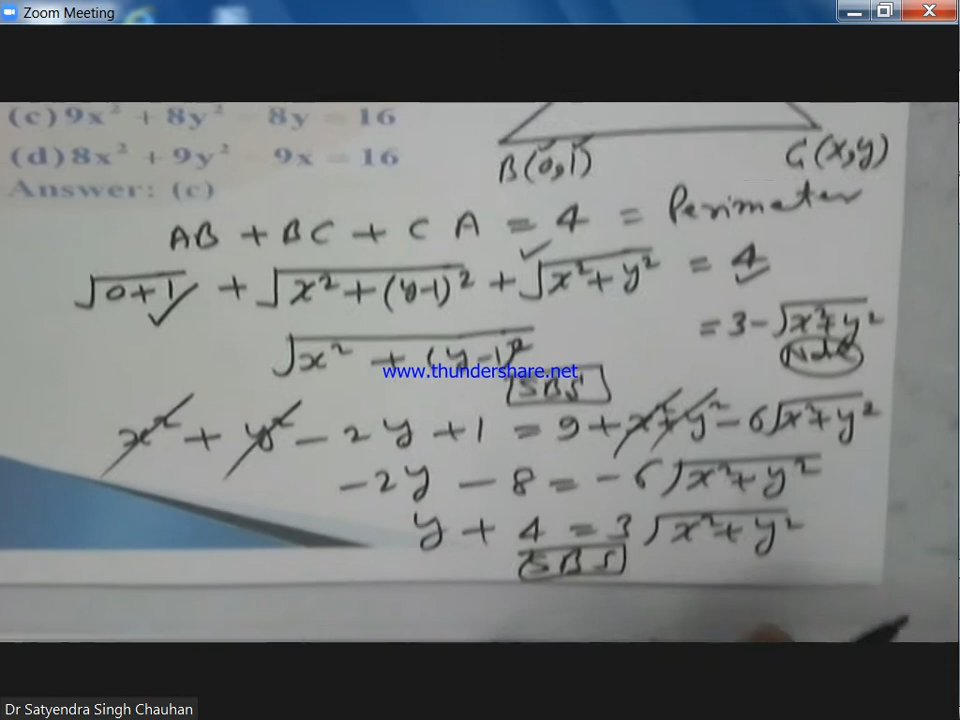 Zoom Meeting
(c) 9x² + 8y² 8y = 16
(d) 8x² + 9y² 9x = 16
Answer: (c)
B(0,1)
C(x,y)
AB + BC + CA = 4 = Perimeter
√0+1 + √x²+(y-1)² + √x²+y² = 4
√x² + (y-1)² = 3-√x²+y²
www.thundershare.net
SBS
x² + y² - 2y + 1 = 9 + x²+y² - 6√x²+y²
-2y - 8 = -6√x²+y²
y + 4 = 3√x²+y²
SBS
Dr Satyendra Singh Chauhan